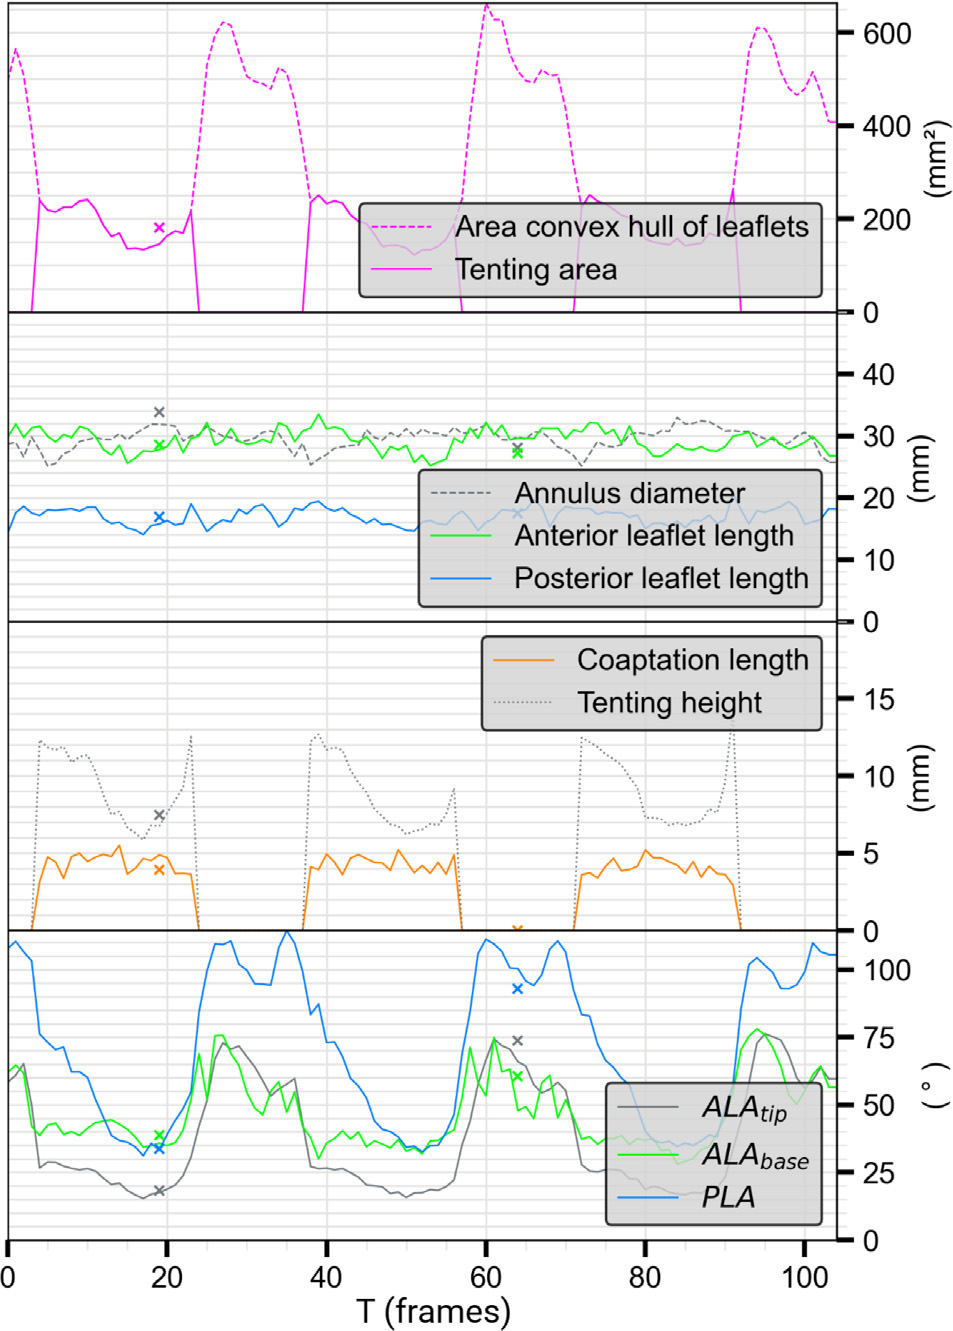 600
400
(mm²)
200
Area convex hull of leaflets
Tenting area
0
40
30
(mm)
20
Annulus diameter
Anterior leaflet length
10
Posterior leaflet length
0
Coaptation length
15
Tenting height
10
(mm)
5
0
100
75
(°)
50
ALAtip
ALAbase
25
PLA
0
0 20 40 60 80 100
T (frames)